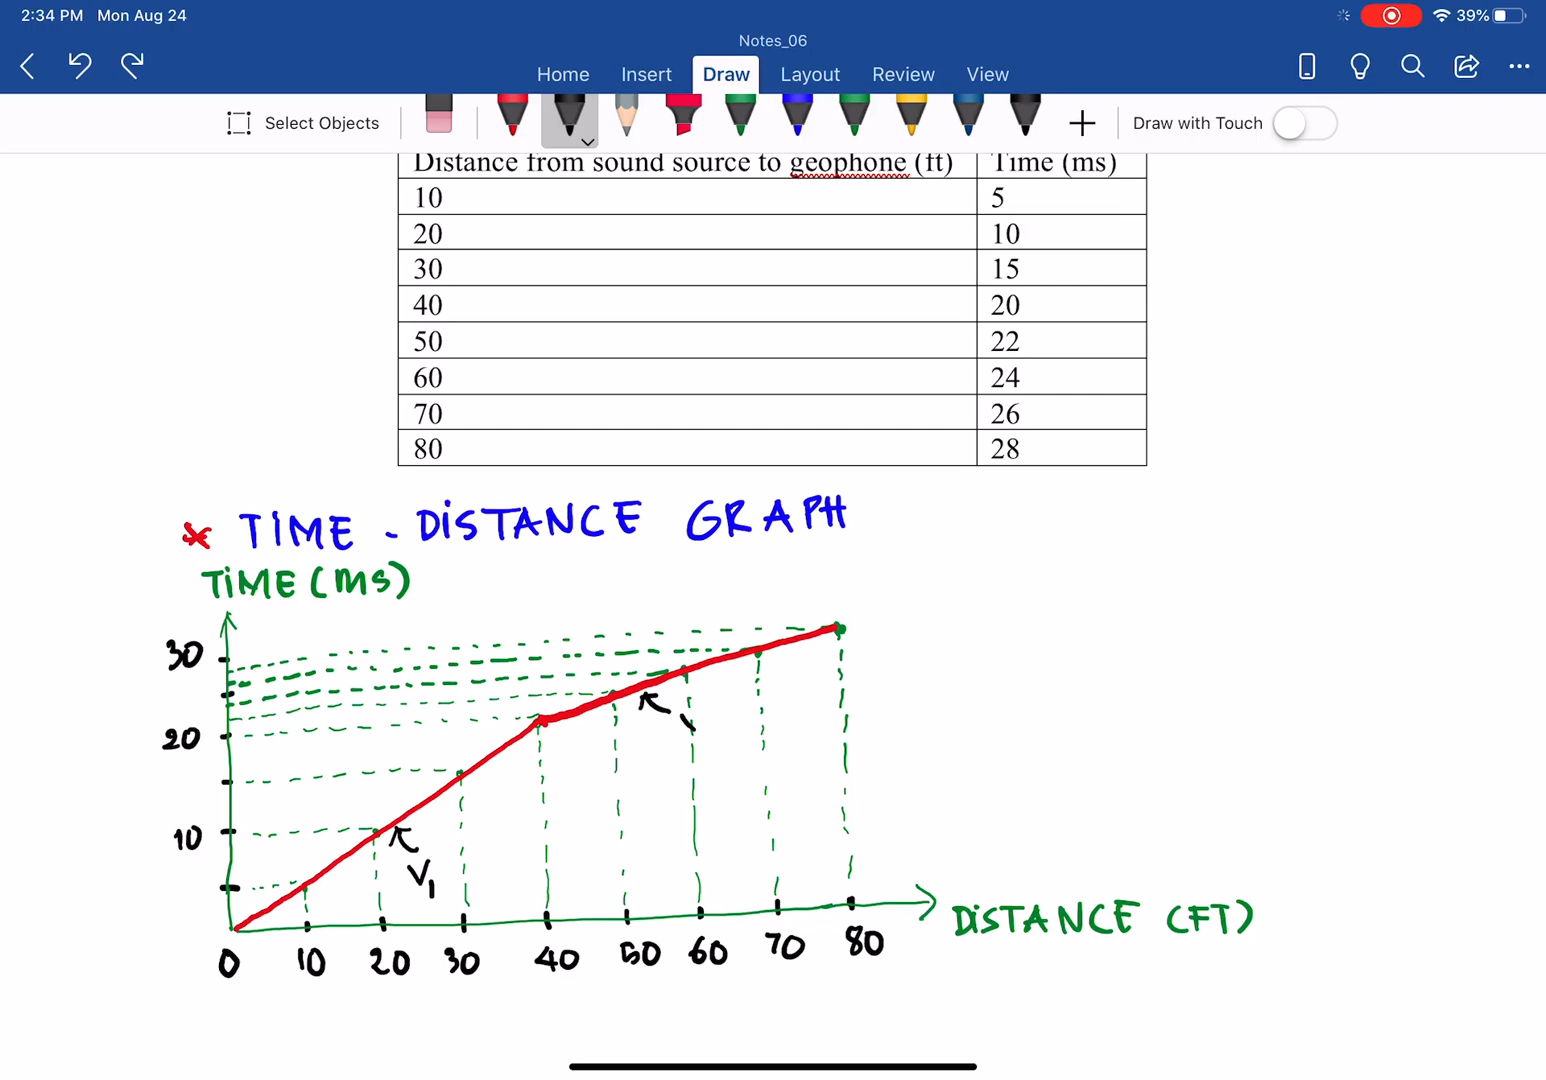 2:34 PM Mon Aug 24
39%
Notes_06
Home Insert Draw Layout Review View
Select Objects
Draw with Touch
Distance from sound source to geophone (ft) Time (ms)
10 5
20 10
30 15
40 20
50 22
60 24
70 26
80 28
* TIME - DISTANCE GRAPH
TIME (ms)
30
20
10
V1
DISTANCE (FT)
0 10 20 30 40 50 60 70 80